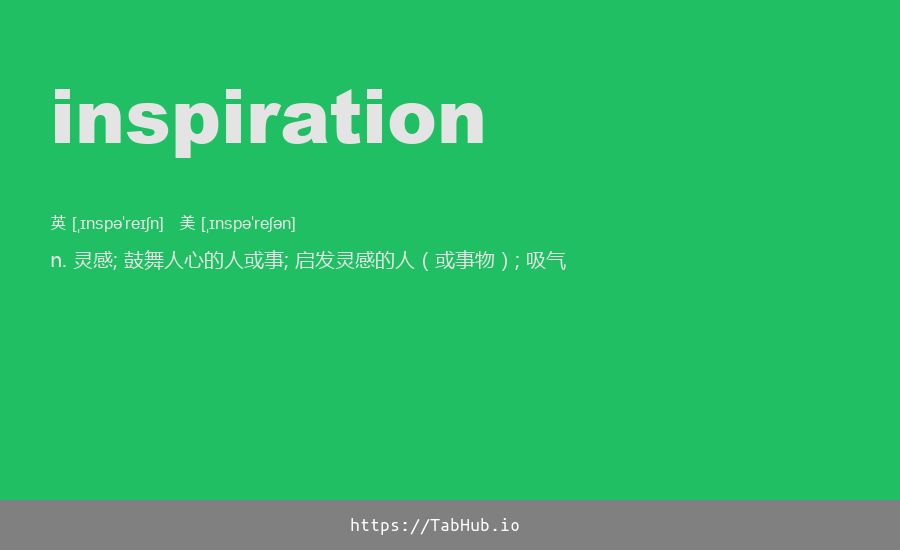 inspiration
英 [ˌɪnspəˈreɪʃn] 美 [ˌɪnspəˈreʃən]
n. 灵感; 鼓舞人心的人或事; 启发灵感的人（或事物）; 吸气
https://TabHub.io